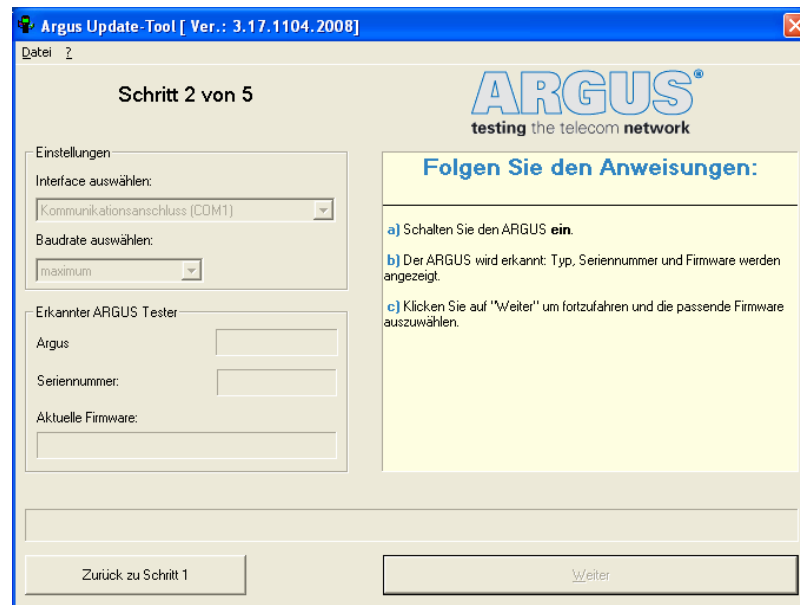 Argus Update-Tool [ Ver.: 3.17.1104.2008]
Datei ?
Schritt 2 von 5
ARGUS®
testing the telecom network
Einstellungen
Interface auswählen:
Kommunikationsanschluss (COM1)
Baudrate auswählen:
maximum
Erkannter ARGUS Tester
Argus
Seriennummer:
Aktuelle Firmware:
Folgen Sie den Anweisungen:
a) Schalten Sie den ARGUS ein.
b) Der ARGUS wird erkannt: Typ, Seriennummer und Firmware werden
angezeigt.
c) Klicken Sie auf "Weiter" um fortzufahren und die passende Firmware
auszuwählen.
Zurück zu Schritt 1
Weiter